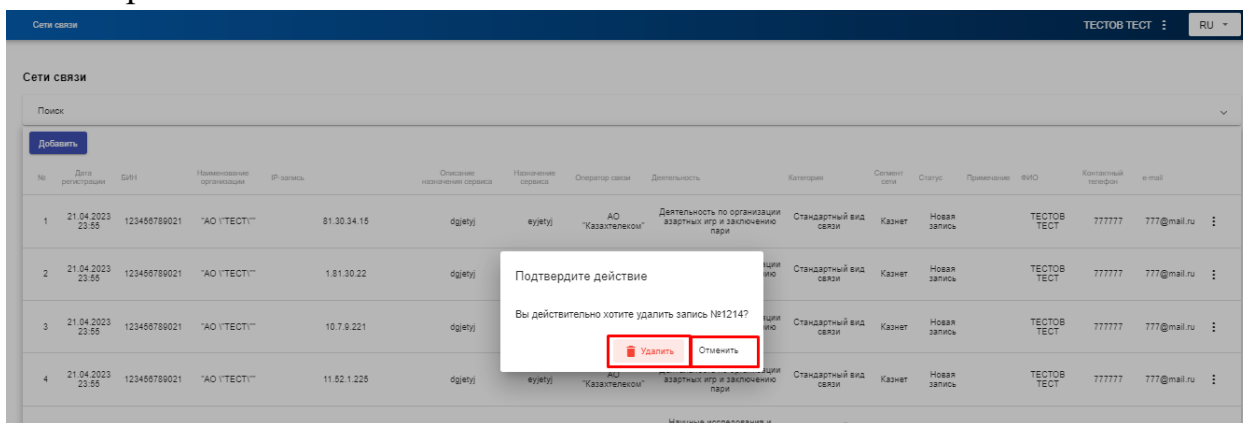 Сети связи ТЕСТОВ ТЕСТ RU
Сети связи
Поиск
Добавить
№ Дата регистрации БИН Наименование организации IP-запись Описание назначения сервиса Назначение сервиса Оператор связи Деятельность Категория Сегмент сети Статус Примечание ФИО Контактный телефон e-mail
1 21.04.2023 23:55 123456789021 "АО \"ТЕСТ\"" 81.30.34.15 dgjetyj eyjetyj АО "Казахтелеком" Деятельность по организации азартных игр и заключению пари Стандартный вид связи Казнет Новая запись ТЕСТОВ ТЕСТ 777777 777@mail.ru
2 21.04.2023 23:55 123456789021 "АО \"ТЕСТ\"" 1.81.30.22 dgjetyj Стандартный вид связи Казнет Новая запись ТЕСТОВ ТЕСТ 777777 777@mail.ru
3 21.04.2023 23:55 123456789021 "АО \"ТЕСТ\"" 10.7.9.221 dgjetyj Стандартный вид связи Казнет Новая запись ТЕСТОВ ТЕСТ 777777 777@mail.ru
4 21.04.2023 23:55 123456789021 "АО \"ТЕСТ\"" 11.52.1.225 dgjetyj eyjetyj АО "Казахтелеком" азартных игр и заключению пари Стандартный вид связи Казнет Новая запись ТЕСТОВ ТЕСТ 777777 777@mail.ru
Подтвердите действие
Вы действительно хотите удалить запись №1214?
Удалить Отменить